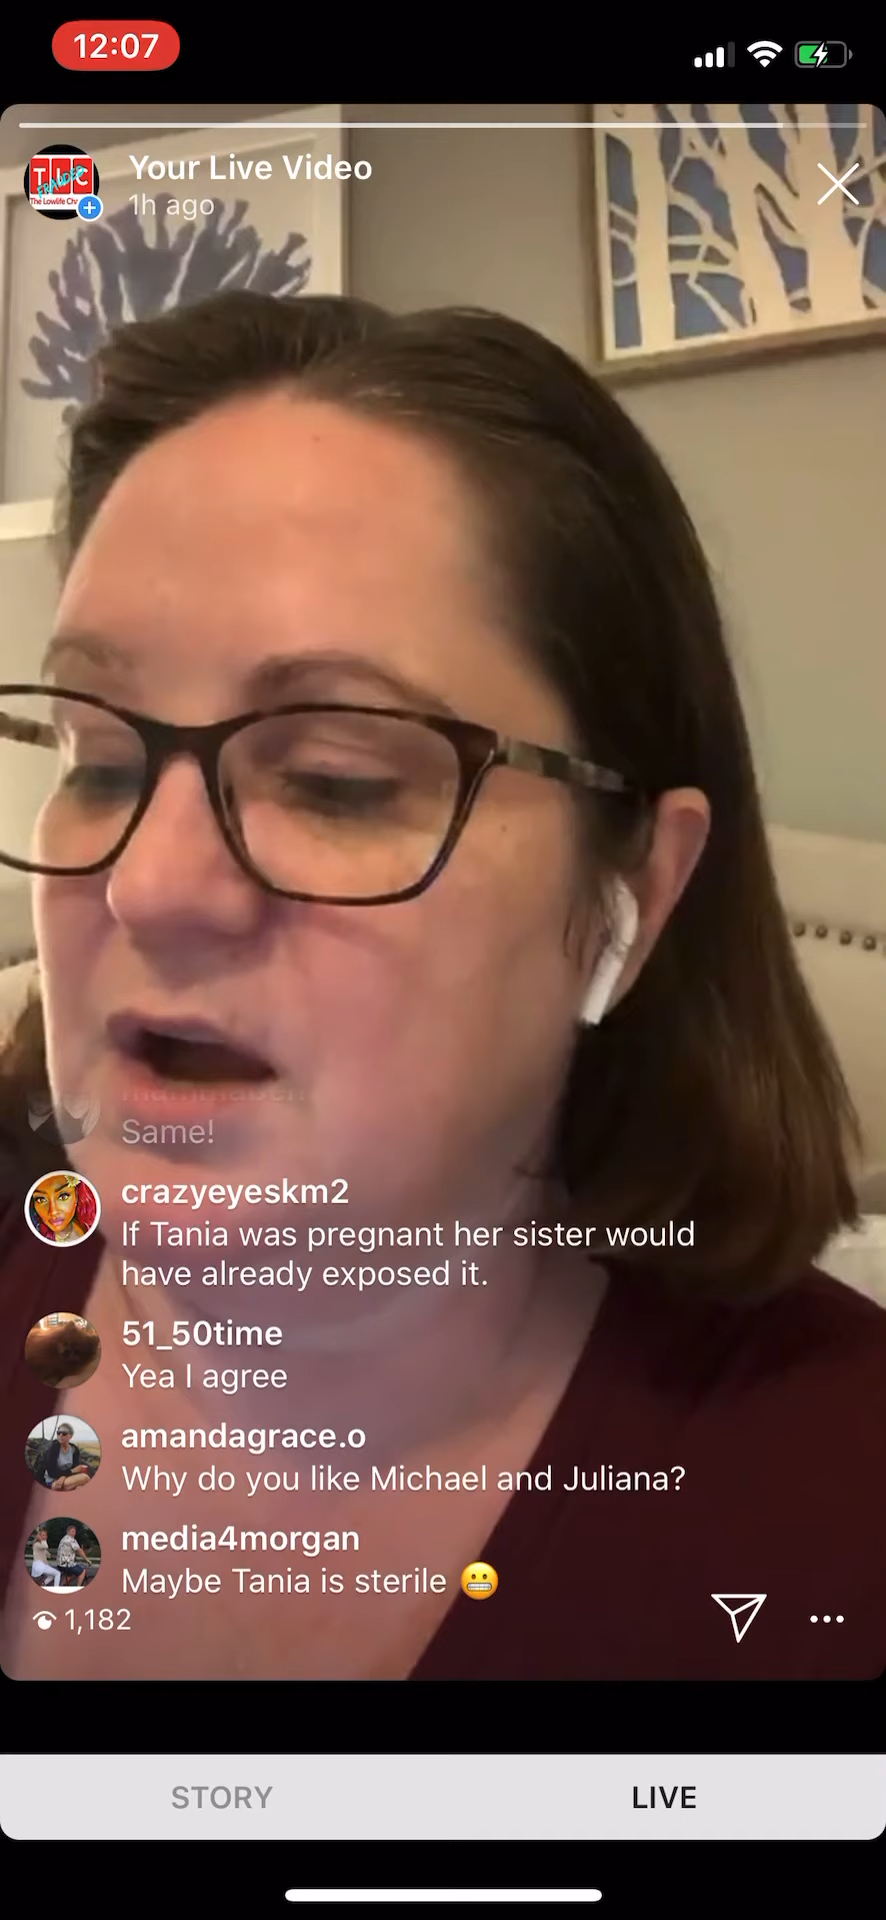 12:07
Your Live Video
1h ago
TLC
FRAUDED
Same!
crazyeyeskm2
If Tania was pregnant her sister would
have already exposed it.
51_50time
Yea I agree
amandagrace.o
Why do you like Michael and Juliana?
media4morgan
Maybe Tania is sterile 😬
1,182
STORY
LIVE